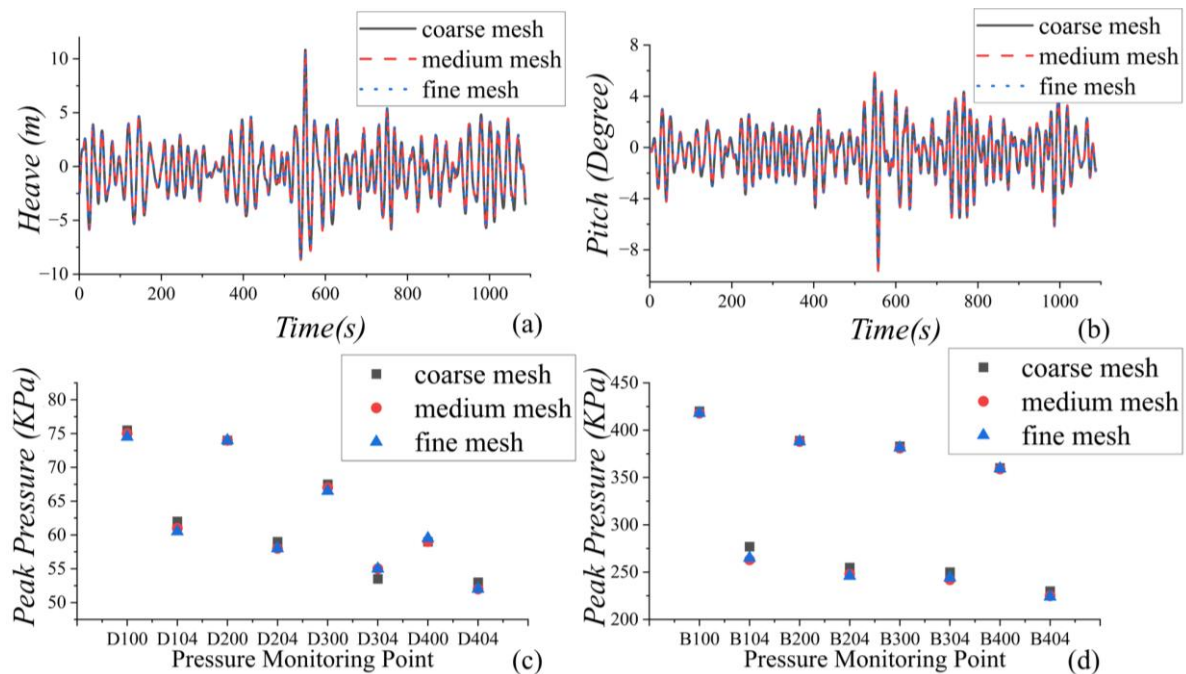 coarse mesh
medium mesh
fine mesh
Heave (m)
10
5
0
−5
−10
0
200
400
600
800
1000
Time(s)
(a)
coarse mesh
medium mesh
fine mesh
Pitch (Degree)
8
4
0
−4
−8
0
200
400
600
800
1000
Time(s)
(b)
coarse mesh
medium mesh
fine mesh
Peak Pressure (KPa)
80
75
70
65
60
55
50
D100 D104 D200 D204 D300 D304 D400 D404
Pressure Monitoring Point
(c)
coarse mesh
medium mesh
fine mesh
Peak Pressure (KPa)
450
400
350
300
250
200
B100 B104 B200 B204 B300 B304 B400 B404
Pressure Monitoring Point
(d)